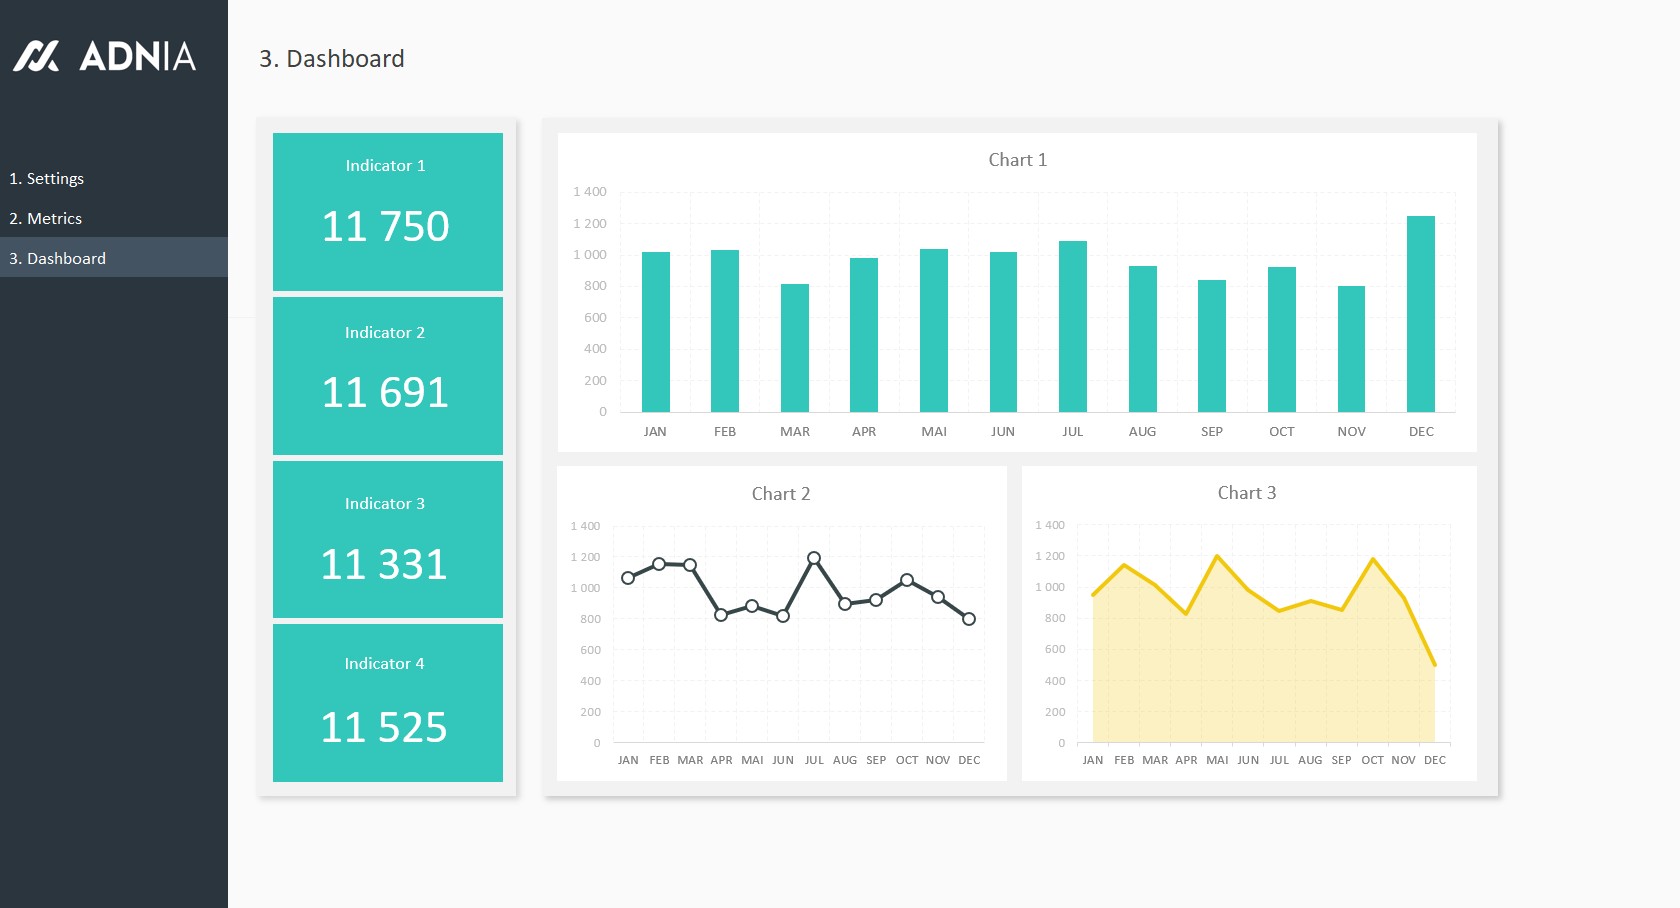 ADNIA
3. Dashboard
1. Settings
2. Metrics
3. Dashboard
Indicator 1
11 750
Indicator 2
11 691
Indicator 3
11 331
Indicator 4
11 525
Chart 1
1 400
1 200
1 000
800
600
400
200
0
JAN FEB MAR APR MAI JUN JUL AUG SEP OCT NOV DEC
Chart 2
1 400
1 200
1 000
800
600
400
200
0
JAN FEB MAR APR MAI JUN JUL AUG SEP OCT NOV DEC
Chart 3
1 400
1 200
1 000
800
600
400
200
0
JAN FEB MAR APR MAI JUN JUL AUG SEP OCT NOV DEC